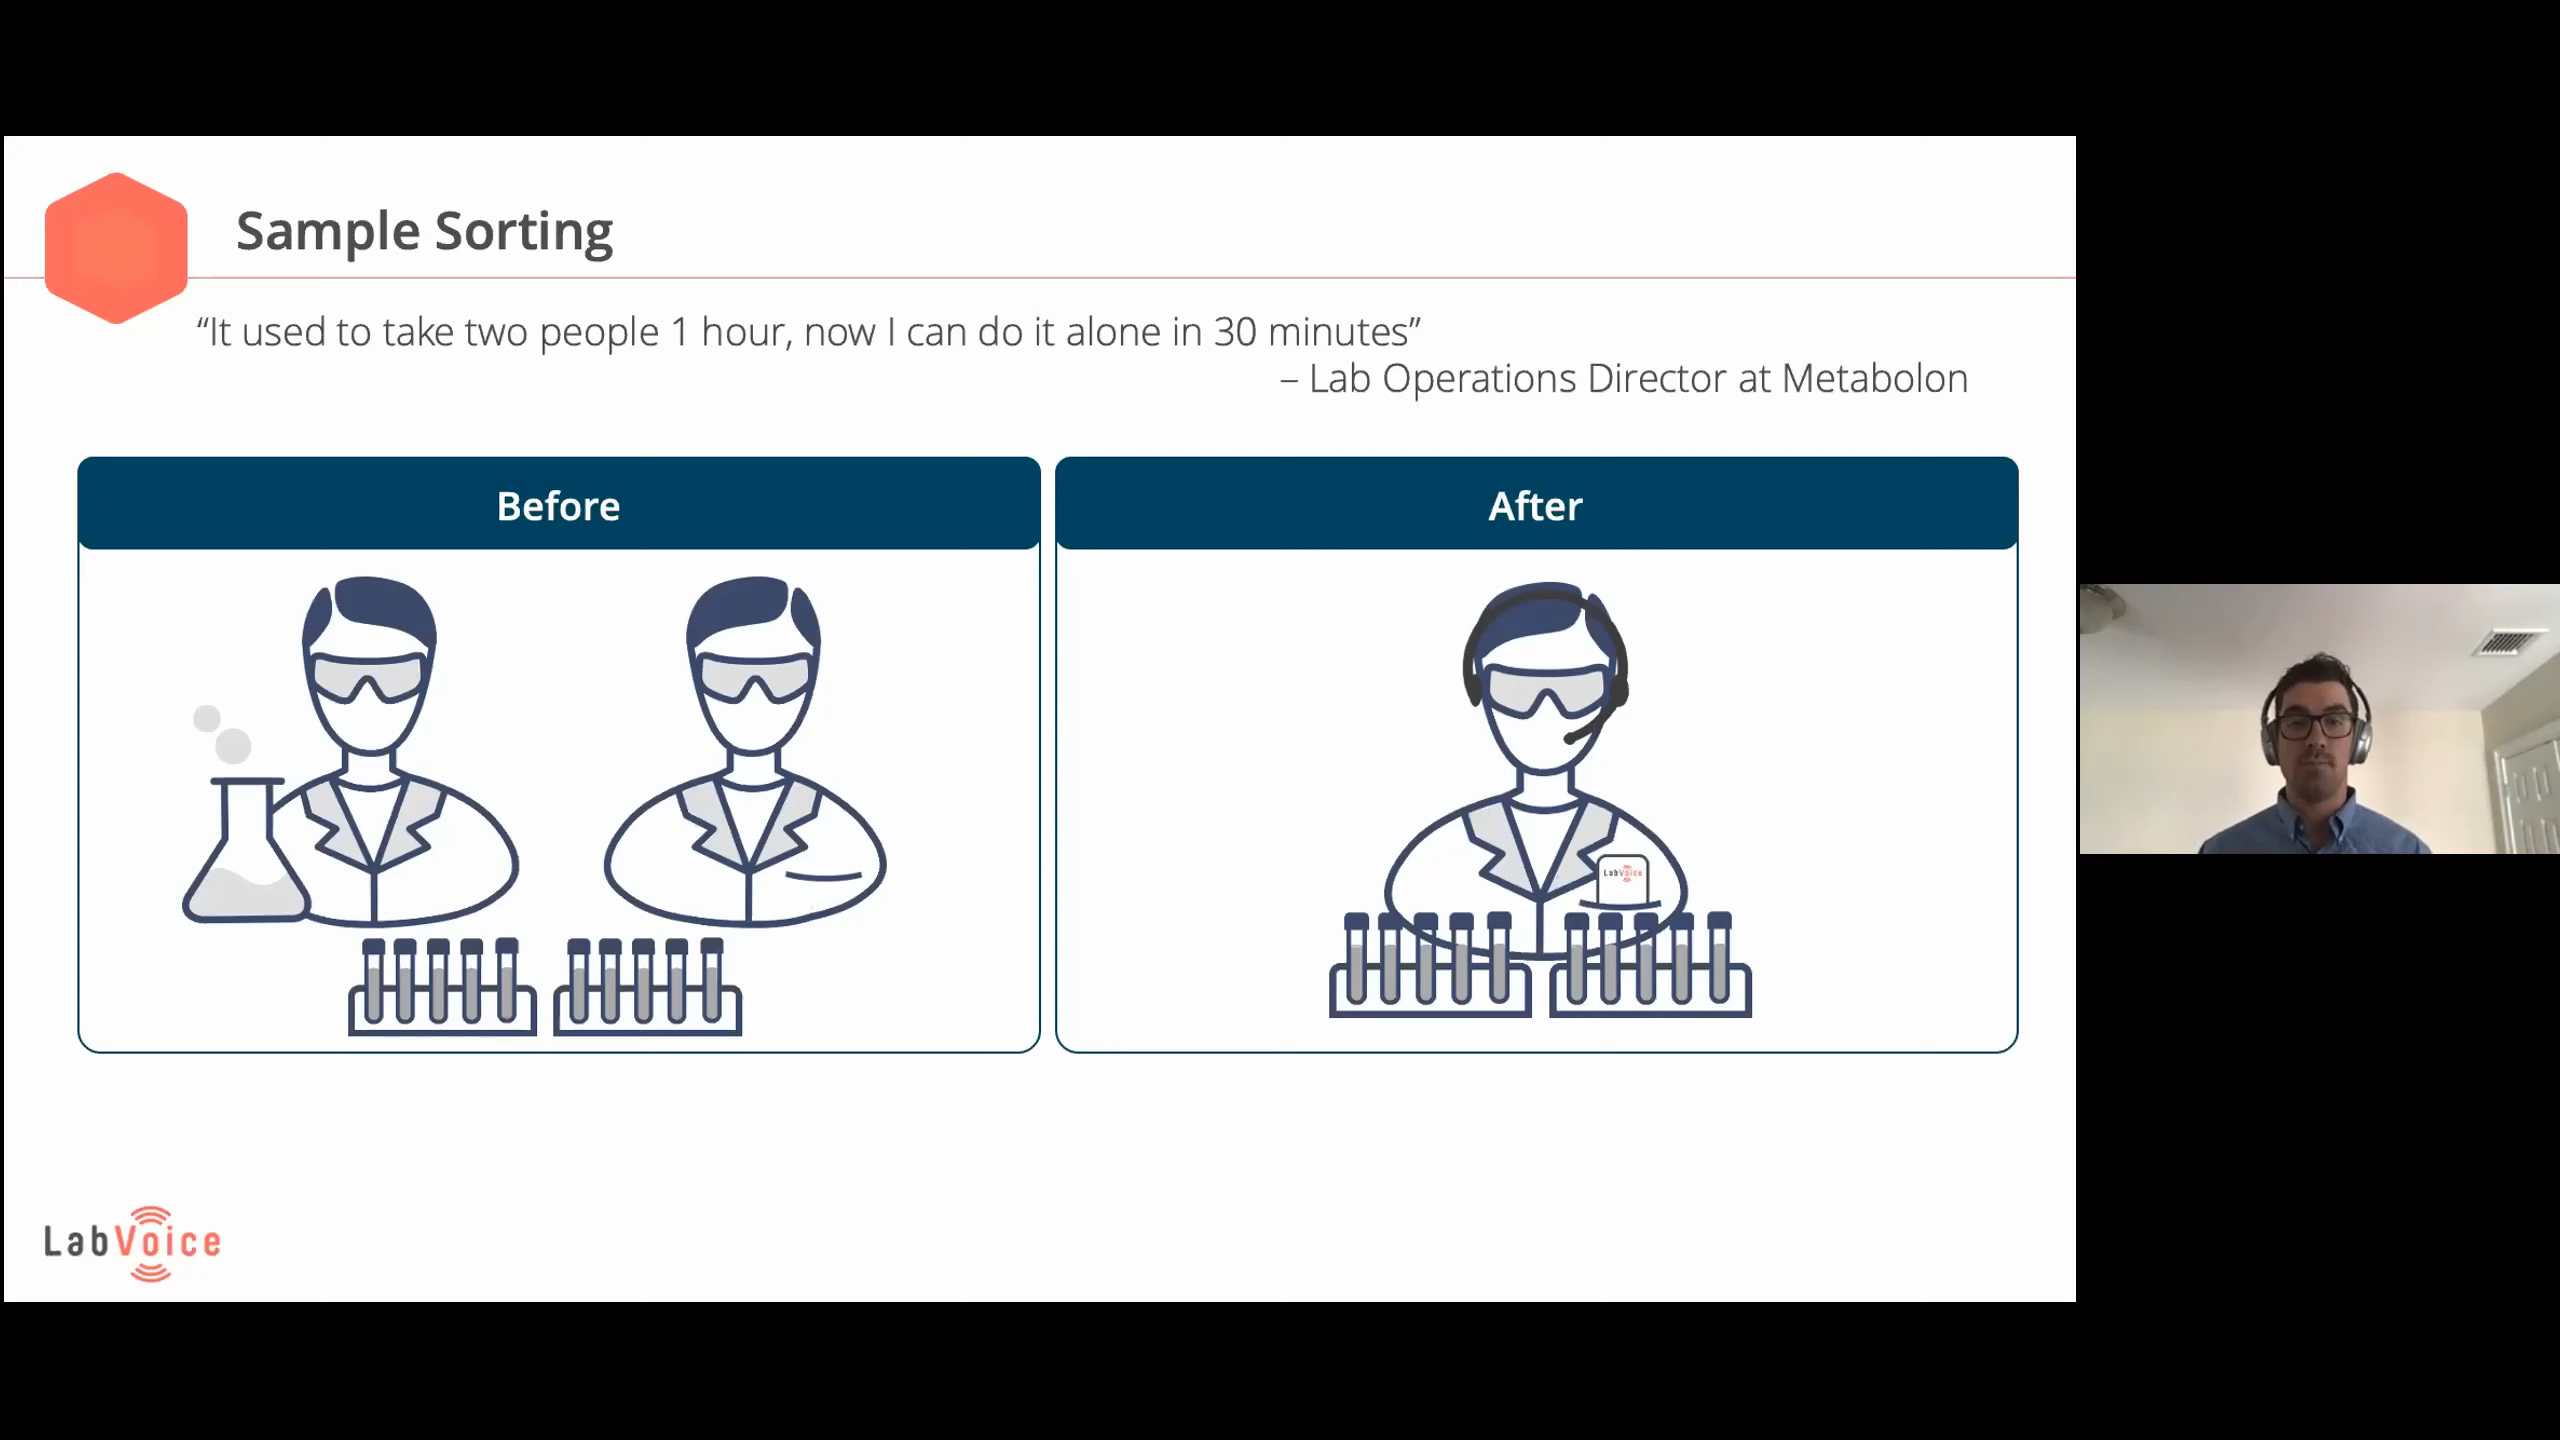 Sample Sorting
“It used to take two people 1 hour, now I can do it alone in 30 minutes”
– Lab Operations Director at Metabolon
Before
After
LabVoice
LabVoice